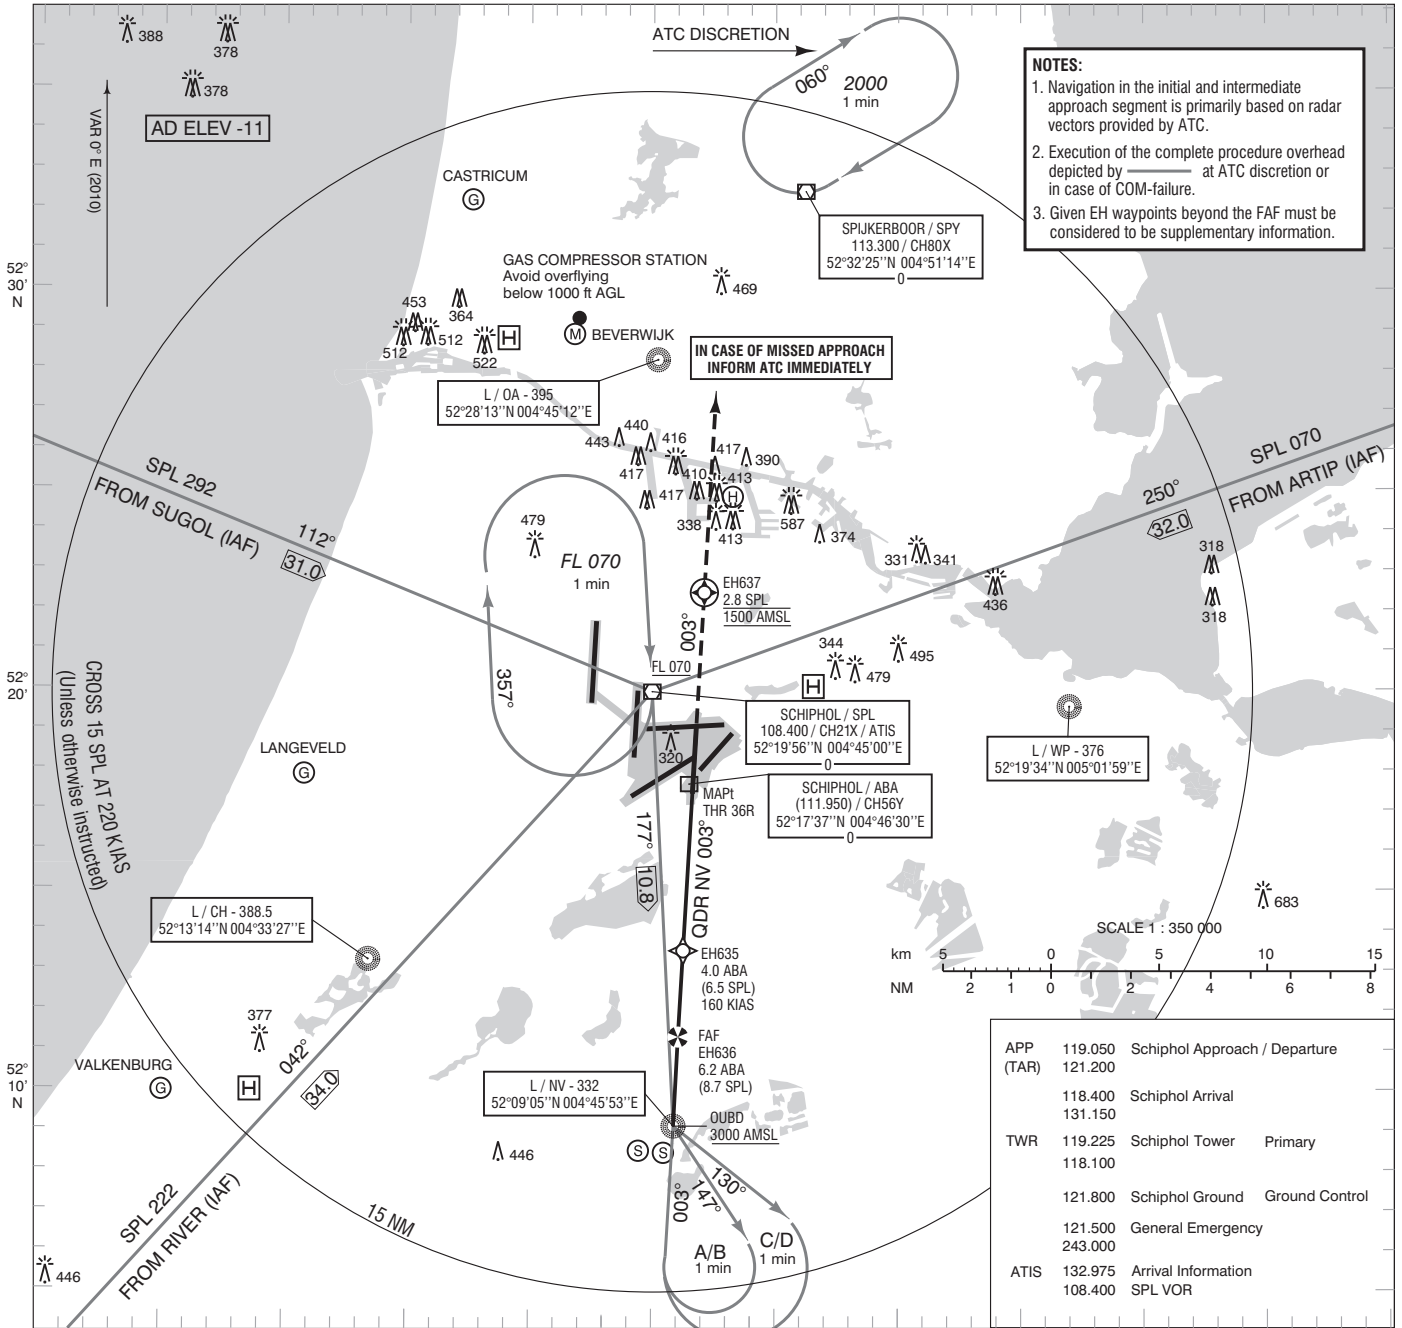 388
378
378
AD ELEV -11
VAR 0° E (2010)
ATC DISCRETION
060°
2000
1 min
NOTES:
1. Navigation in the initial and intermediate
approach segment is primarily based on radar
vectors provided by ATC.
2. Execution of the complete procedure overhead
depicted by at ATC discretion or
in case of COM-failure.
3. Given EH waypoints beyond the FAF must be
considered to be supplementary information.
CASTRICUM
G
SPIJKERBOOR / SPY
113.300 / CH80X
52°32'25''N 004°51'14''E
0
52°
30'
N
GAS COMPRESSOR STATION
Avoid overflying
below 1000 ft AGL
469
453
364
512
512
522
H
M
BEVERWIJK
IN CASE OF MISSED APPROACH
INFORM ATC IMMEDIATELY
L / OA - 395
52°28'13''N 004°45'12''E
440
443
416
417
390
417
410
413
417
H
338
413
587
374
331
341
436
318
318
SPL 292
FROM SUGOL (IAF)
112°
31.0
SPL 070
FROM ARTIP (IAF)
250°
32.0
479
FL 070
1 min
EH637
2.8 SPL
1500 AMSL
003°
357°
FL 070
344
479
495
H
52°
20'
CROSS 15 SPL AT 220 KIAS
(Unless otherwise instructed)
LANGEVELD
G
320
SCHIPHOL / SPL
108.400 / CH21X / ATIS
52°19'56''N 004°45'00''E
0
L / WP - 376
52°19'34''N 005°01'59''E
MAPt
THR 36R
SCHIPHOL / ABA
(111.950) / CH56Y
52°17'37''N 004°46'30''E
0
177°
10.8
QDR NV 003°
L / CH - 388.5
52°13'14''N 004°33'27''E
683
SCALE 1 : 350 000
km 5 0 5 10 15
NM 2 1 0 2 4 6 8
EH635
4.0 ABA
(6.5 SPL)
160 KIAS
377
042°
34.0
FAF
EH636
6.2 ABA
(8.7 SPL)
VALKENBURG
G
H
52°
10'
N
L / NV - 332
52°09'05''N 004°45'53''E
OUBD
3000 AMSL
446
S
S
003°
147°
130°
A/B
1 min
C/D
1 min
SPL 222
FROM RIVER (IAF)
15 NM
446
APP 119.050 Schiphol Approach / Departure
(TAR) 121.200
118.400 Schiphol Arrival
131.150
TWR 119.225 Schiphol Tower Primary
118.100
121.800 Schiphol Ground Ground Control
121.500 General Emergency
243.000
ATIS 132.975 Arrival Information
108.400 SPL VOR